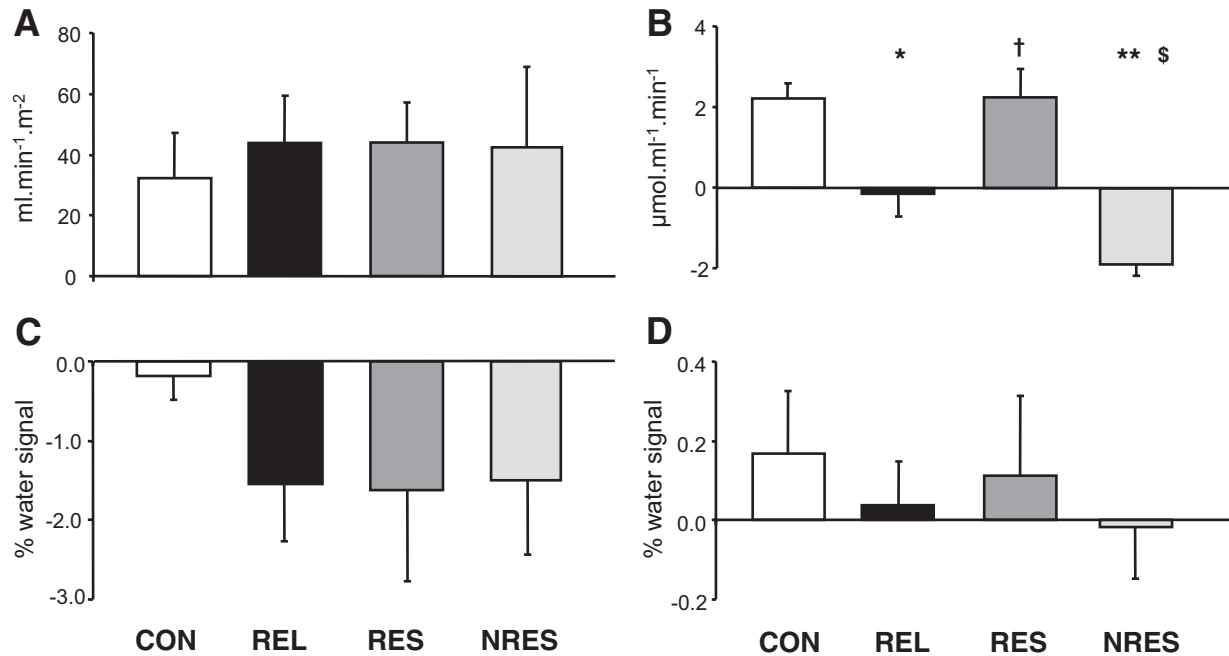 A
80
60
40
20
0
ml.min-1.m-2
B
4
2
0
-2
µmol.ml-1.min-1
*
†
** $
C
0.0
-1.0
-2.0
-3.0
% water signal
CON REL RES NRES
D
0.4
0.2
0.0
-0.2
% water signal
CON REL RES NRES